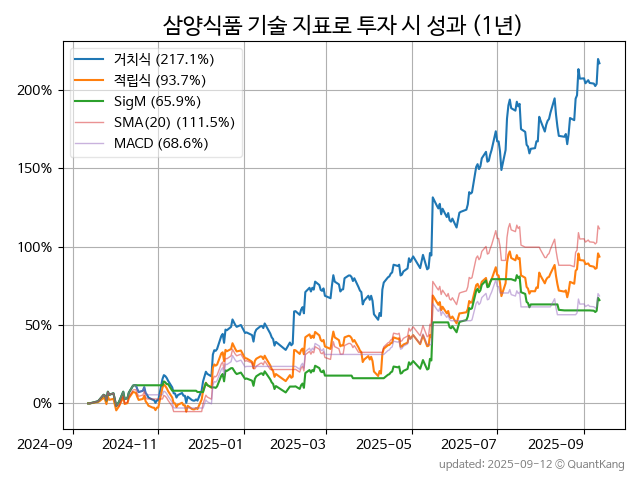 삼양식품 기술 지표로 투자 시 성과 (1년)
거치식 (217.1%)
적립식 (93.7%)
SigM (65.9%)
SMA(20) (111.5%)
MACD (68.6%)
200%
150%
100%
50%
0%
2024-09 2024-11 2025-01 2025-03 2025-05 2025-07 2025-09
updated: 2025-09-12 © QuantKang